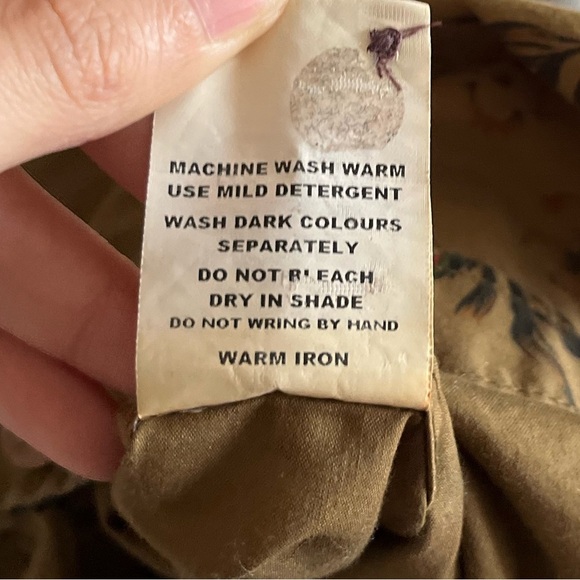 MACHINE WASH WARM
USE MILD DETERGENT
WASH DARK COLOURS
SEPARATELY
DO NOT BLEACH
DRY IN SHADE
DO NOT WRING BY HAND
WARM IRON